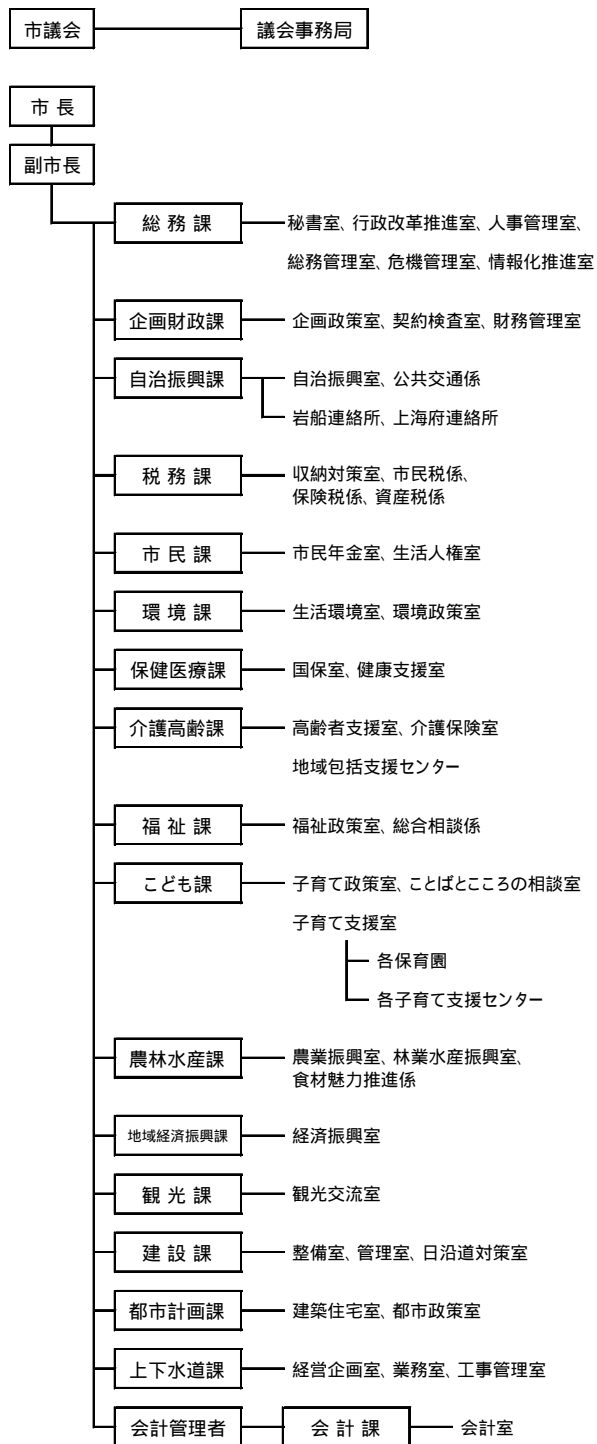 市議会 議会事務局
市 長
副市長
総 務 課 秘書室、行政改革推進室、人事管理室、
総務管理室、危機管理室、情報化推進室
企画財政課 企画政策室、契約検査室、財務管理室
自治振興課 自治振興室、公共交通係
岩船連絡所、上海府連絡所
税 務 課 収納対策室、市民税係、
保険税係、資産税係
市 民 課 市民年金室、生活人権室
環 境 課 生活環境室、環境政策室
保健医療課 国保室、健康支援室
介護高齢課 高齢者支援室、介護保険室
地域包括支援センター
福 祉 課 福祉政策室、総合相談係
こども課 子育て政策室、ことばとこころの相談室
子育て支援室
各保育園
各子育て支援センター
農林水産課 農業振興室、林業水産振興室、
食材魅力推進係
地域経済振興課 経済振興室
観 光 課 観光交流室
建 設 課 整備室、管理室、日沿道対策室
都市計画課 建築住宅室、都市政策室
上下水道課 経営企画室、業務室、工事管理室
会計管理者 会 計 課 会計室